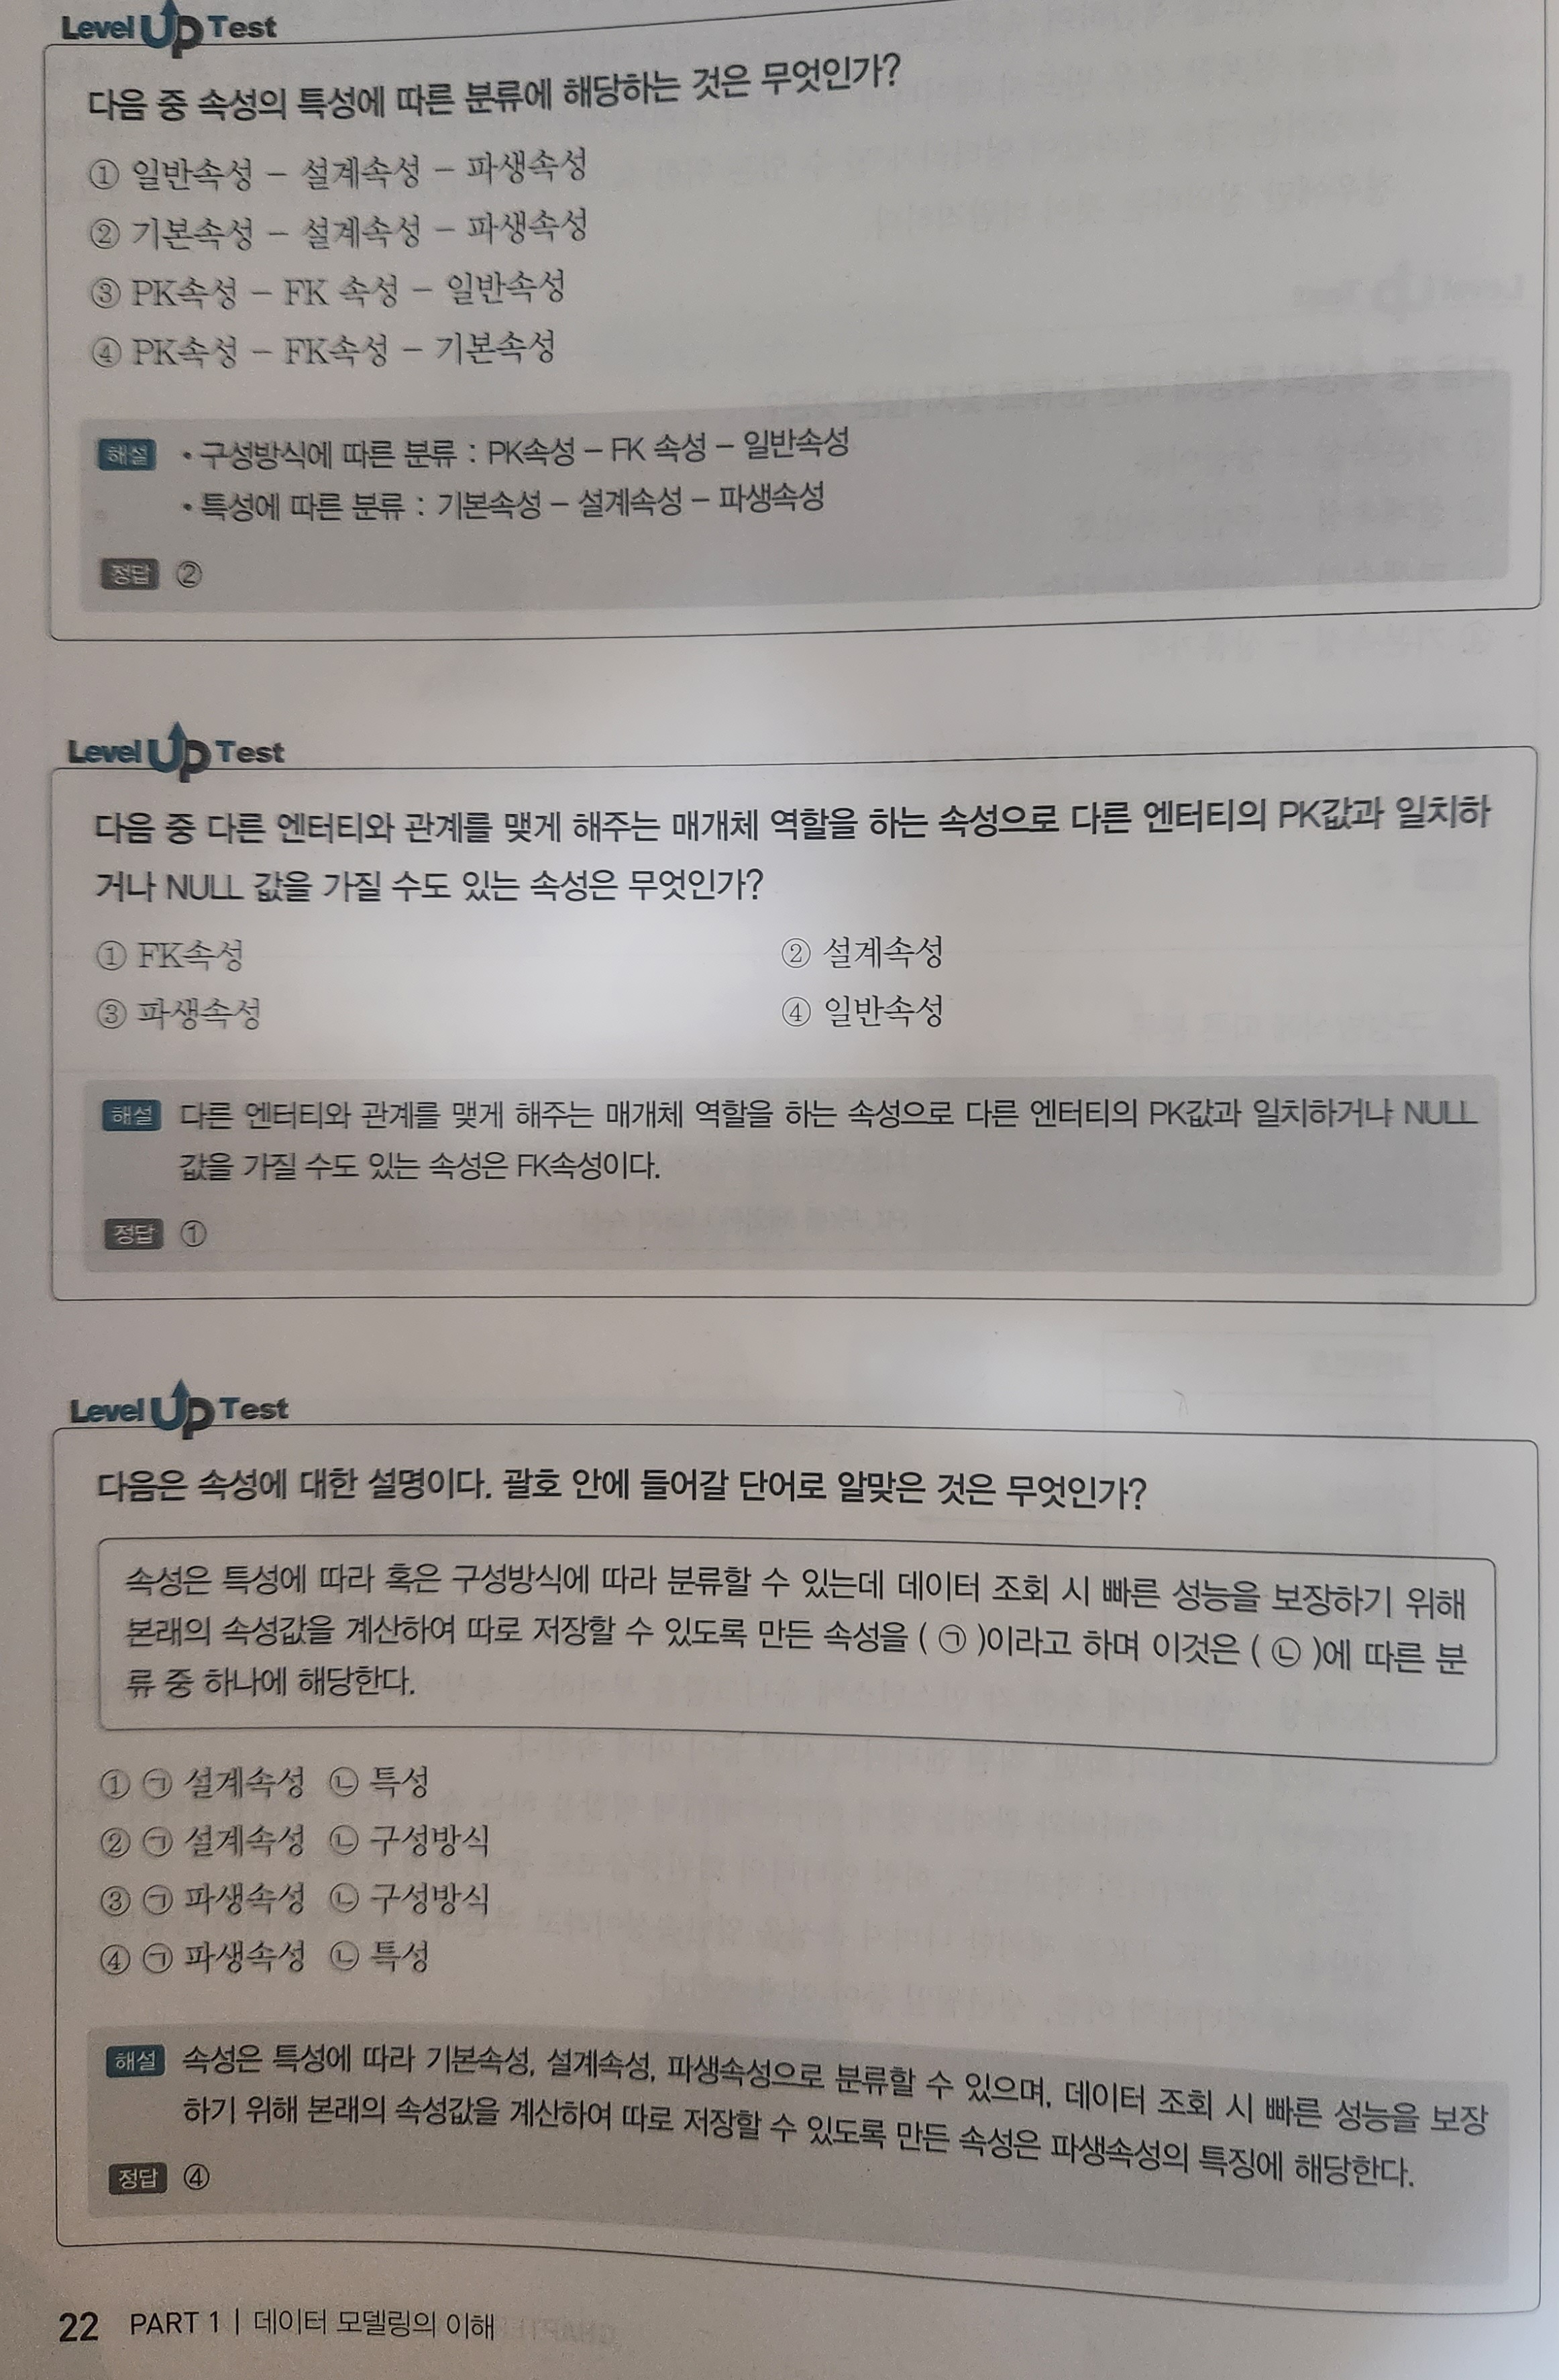 Level Up Test
다음 중 속성의 특성에 따른 분류에 해당하는 것은 무엇인가?
① 일반속성 – 설계속성 – 파생속성
② 기본속성 – 설계속성 – 파생속성
③ PK속성 – FK 속성 – 일반속성
④ PK속성 – FK속성 – 기본속성
해설 • 구성방식에 따른 분류 : PK속성 – FK 속성 – 일반속성
• 특성에 따른 분류 : 기본속성 – 설계속성 – 파생속성
정답 ②
Level Up Test
다음 중 다른 엔터티와 관계를 맺게 해주는 매개체 역할을 하는 속성으로 다른 엔터티의 PK값과 일치하
거나 NULL 값을 가질 수도 있는 속성은 무엇인가?
① FK속성 ② 설계속성
③ 파생속성 ④ 일반속성
해설 다른 엔터티와 관계를 맺게 해주는 매개체 역할을 하는 속성으로 다른 엔터티의 PK값과 일치하거나 NULL
값을 가질 수도 있는 속성은 FK속성이다.
정답 ①
Level Up Test
다음은 속성에 대한 설명이다. 괄호 안에 들어갈 단어로 알맞은 것은 무엇인가?
속성은 특성에 따라 혹은 구성방식에 따라 분류할 수 있는데 데이터 조회 시 빠른 성능을 보장하기 위해
본래의 속성값을 계산하여 따로 저장할 수 있도록 만든 속성을 ( ㉠ )이라고 하며 이것은 ( ㉡ )에 따른 분
류 중 하나에 해당한다.
① ㉠ 설계속성 ㉡ 특성
② ㉠ 설계속성 ㉡ 구성방식
③ ㉠ 파생속성 ㉡ 구성방식
④ ㉠ 파생속성 ㉡ 특성
해설 속성은 특성에 따라 기본속성, 설계속성, 파생속성으로 분류할 수 있으며, 데이터 조회 시 빠른 성능을 보장
하기 위해 본래의 속성값을 계산하여 따로 저장할 수 있도록 만든 속성은 파생속성의 특징에 해당한다.
정답 ④
22 PART 1 | 데이터 모델링의 이해